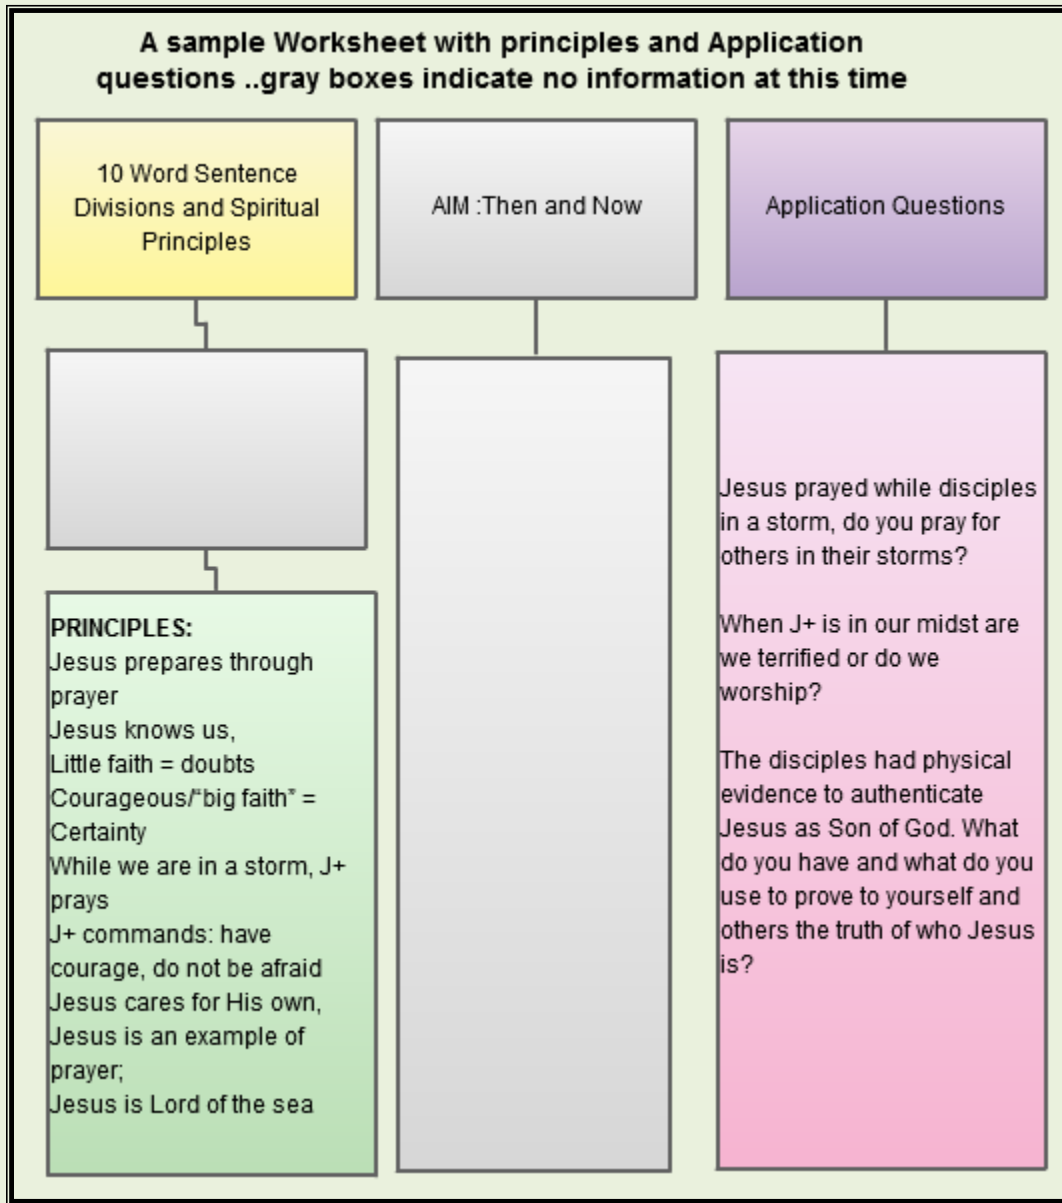 A sample Worksheet with principles and Application
questions ..gray boxes indicate no information at this time
10 Word Sentence
Divisions and Spiritual
Principles
AIM :Then and Now
Application Questions
PRINCIPLES:
Jesus prepares through
prayer
Jesus knows us,
Little faith = doubts
Courageous/“big faith” =
Certainty
While we are in a storm, J+
prays
J+ commands: have
courage, do not be afraid
Jesus cares for His own,
Jesus is an example of
prayer;
Jesus is Lord of the sea
Jesus prayed while disciples
in a storm, do you pray for
others in their storms?
When J+ is in our midst are
we terrified or do we
worship?
The disciples had physical
evidence to authenticate
Jesus as Son of God. What
do you have and what do you
use to prove to yourself and
others the truth of who Jesus
is?